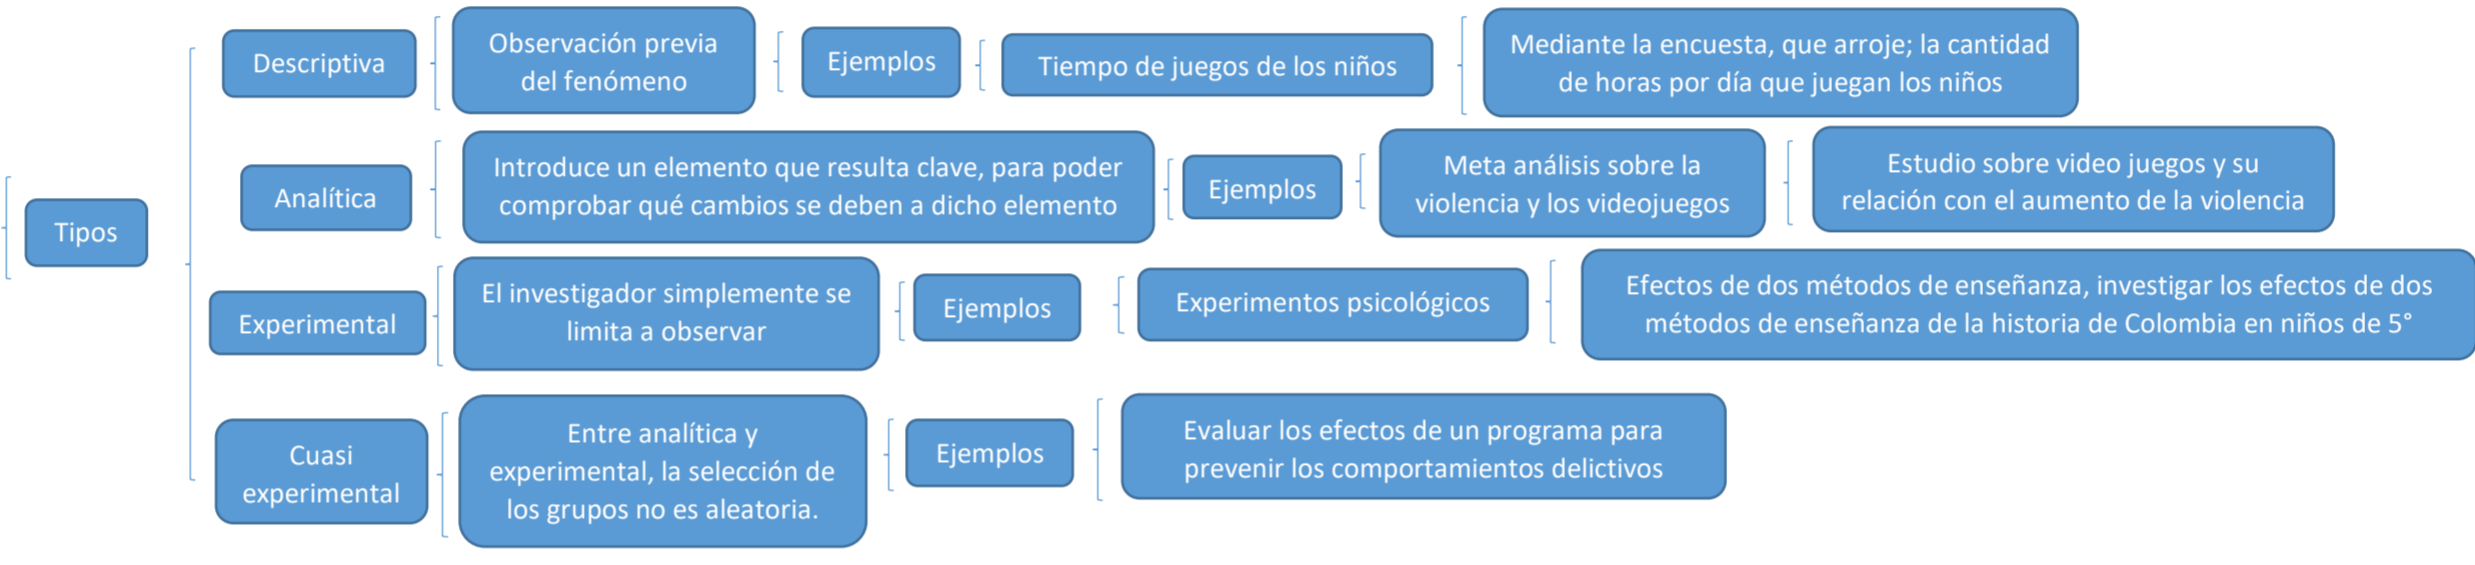 Tipos
Descriptiva
Observación previa
del fenómeno
Ejemplos
Tiempo de juegos de los niños
Mediante la encuesta, que arroje; la cantidad
de horas por día que juegan los niños
Analítica
Introduce un elemento que resulta clave, para poder
comprobar qué cambios se deben a dicho elemento
Ejemplos
Meta análisis sobre la
violencia y los videojuegos
Estudio sobre video juegos y su
relación con el aumento de la violencia
Experimental
El investigador simplemente se
limita a observar
Ejemplos
Experimentos psicológicos
Efectos de dos métodos de enseñanza, investigar los efectos de dos
métodos de enseñanza de la historia de Colombia en niños de 5°
Cuasi
experimental
Entre analítica y
experimental, la selección de
los grupos no es aleatoria.
Ejemplos
Evaluar los efectos de un programa para
prevenir los comportamientos delictivos